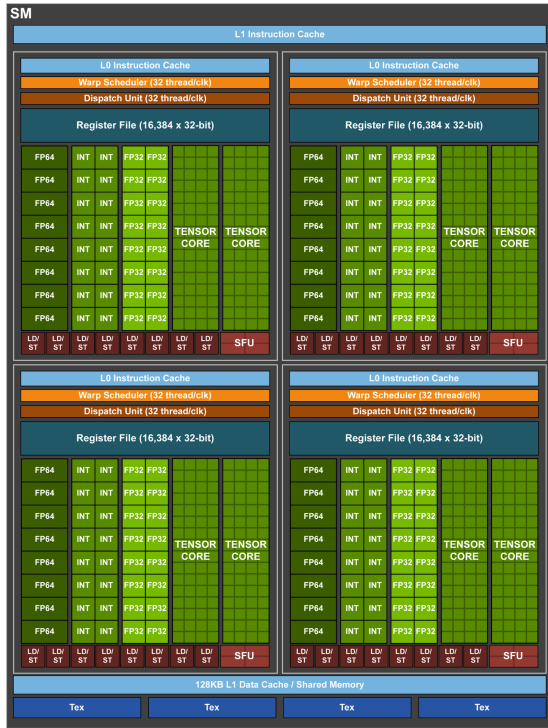 SM
L1 Instruction Cache
L0 Instruction Cache
Warp Scheduler (32 thread/clk)
Dispatch Unit (32 thread/clk)
Register File (16,384 x 32-bit)
FP64 INT INT FP32 FP32
FP64 INT INT FP32 FP32
FP64 INT INT FP32 FP32
FP64 INT INT FP32 FP32
FP64 INT INT FP32 FP32
FP64 INT INT FP32 FP32
FP64 INT INT FP32 FP32
FP64 INT INT FP32 FP32
TENSOR TENSOR
CORE CORE
LD/ LD/ LD/ LD/ LD/ LD/ LD/ LD/
ST ST ST ST ST ST ST ST
SFU
L0 Instruction Cache
Warp Scheduler (32 thread/clk)
Dispatch Unit (32 thread/clk)
Register File (16,384 x 32-bit)
FP64 INT INT FP32 FP32
FP64 INT INT FP32 FP32
FP64 INT INT FP32 FP32
FP64 INT INT FP32 FP32
FP64 INT INT FP32 FP32
FP64 INT INT FP32 FP32
FP64 INT INT FP32 FP32
FP64 INT INT FP32 FP32
TENSOR TENSOR
CORE CORE
LD/ LD/ LD/ LD/ LD/ LD/ LD/ LD/
ST ST ST ST ST ST ST ST
SFU
L0 Instruction Cache
Warp Scheduler (32 thread/clk)
Dispatch Unit (32 thread/clk)
Register File (16,384 x 32-bit)
FP64 INT INT FP32 FP32
FP64 INT INT FP32 FP32
FP64 INT INT FP32 FP32
FP64 INT INT FP32 FP32
FP64 INT INT FP32 FP32
FP64 INT INT FP32 FP32
FP64 INT INT FP32 FP32
FP64 INT INT FP32 FP32
TENSOR TENSOR
CORE CORE
LD/ LD/ LD/ LD/ LD/ LD/ LD/ LD/
ST ST ST ST ST ST ST ST
SFU
L0 Instruction Cache
Warp Scheduler (32 thread/clk)
Dispatch Unit (32 thread/clk)
Register File (16,384 x 32-bit)
FP64 INT INT FP32 FP32
FP64 INT INT FP32 FP32
FP64 INT INT FP32 FP32
FP64 INT INT FP32 FP32
FP64 INT INT FP32 FP32
FP64 INT INT FP32 FP32
FP64 INT INT FP32 FP32
FP64 INT INT FP32 FP32
TENSOR TENSOR
CORE CORE
LD/ LD/ LD/ LD/ LD/ LD/ LD/ LD/
ST ST ST ST ST ST ST ST
SFU
128KB L1 Data Cache / Shared Memory
Tex Tex Tex Tex